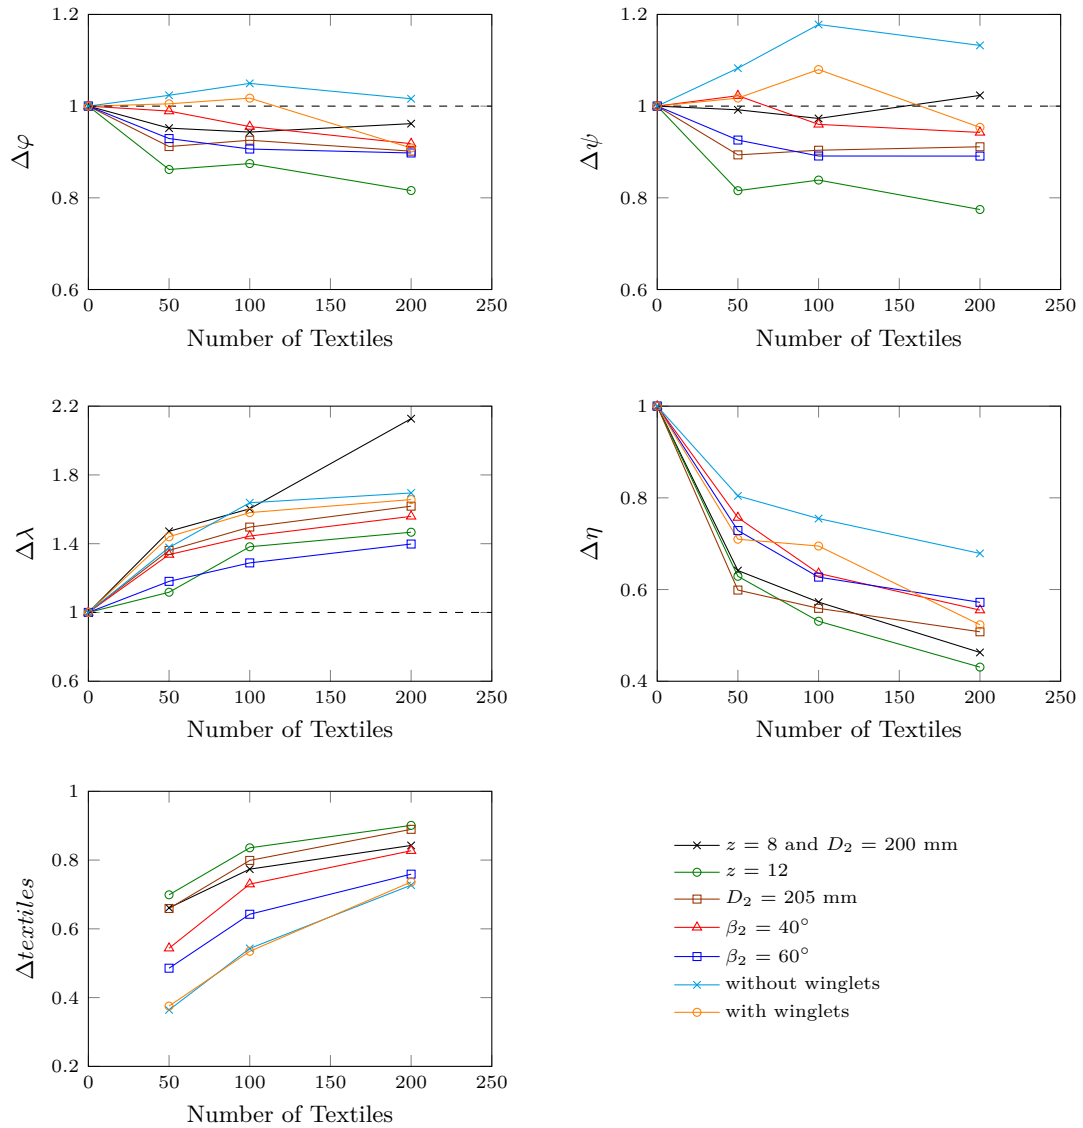 1.2
1
0.8
0.6
Δφ
0 50 100 150 200 250
Number of Textiles
1.2
1
0.8
0.6
Δψ
0 50 100 150 200 250
Number of Textiles
2.2
1.8
1.4
1
0.6
Δλ
0 50 100 150 200 250
Number of Textiles
1
0.8
0.6
0.4
Δη
0 50 100 150 200 250
Number of Textiles
1
0.8
0.6
0.4
0.2
Δtextiles
0 50 100 150 200 250
Number of Textiles
z = 8 and D₂ = 200 mm
z = 12
D₂ = 205 mm
β₂ = 40°
β₂ = 60°
without winglets
with winglets